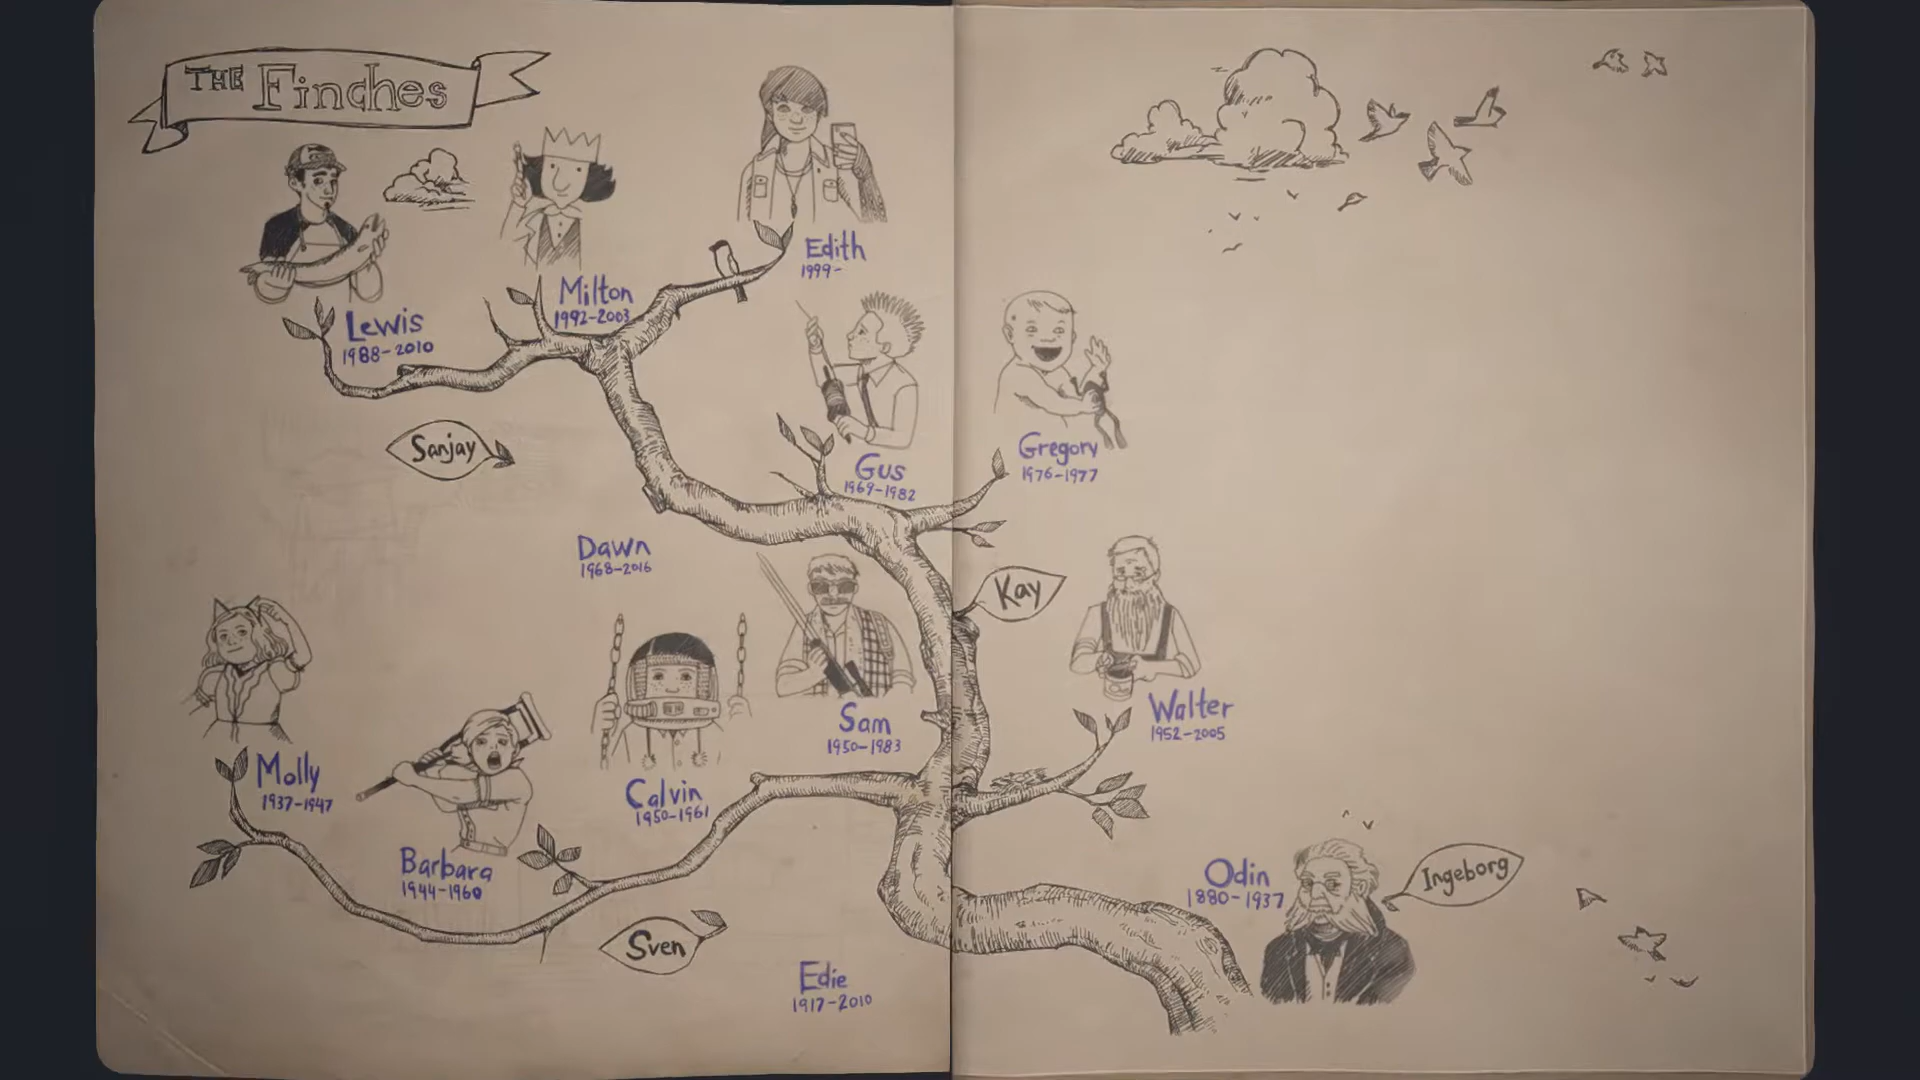 THE Finches
Edith
1999-
Milton
1992-2003
Lewis
1988-2010
Sanjay
Gus
1969-1982
Gregory
1976-1977
Dawn
1968-2016
Kay
Sam
1950-1983
Walter
1952-2005
Molly
1937-1947
Calvin
1950-1961
Barbara
1944-1960
Odin
1880-1937
Ingeborg
Sven
Edie
1917-2010